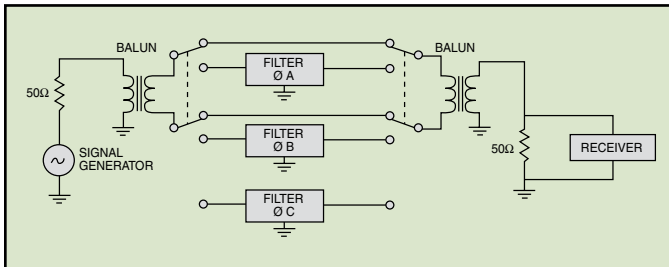 BALUN
BALUN
FILTER
Ø A
50Ω
FILTER
Ø B
50Ω
RECEIVER
SIGNAL
GENERATOR
FILTER
Ø C